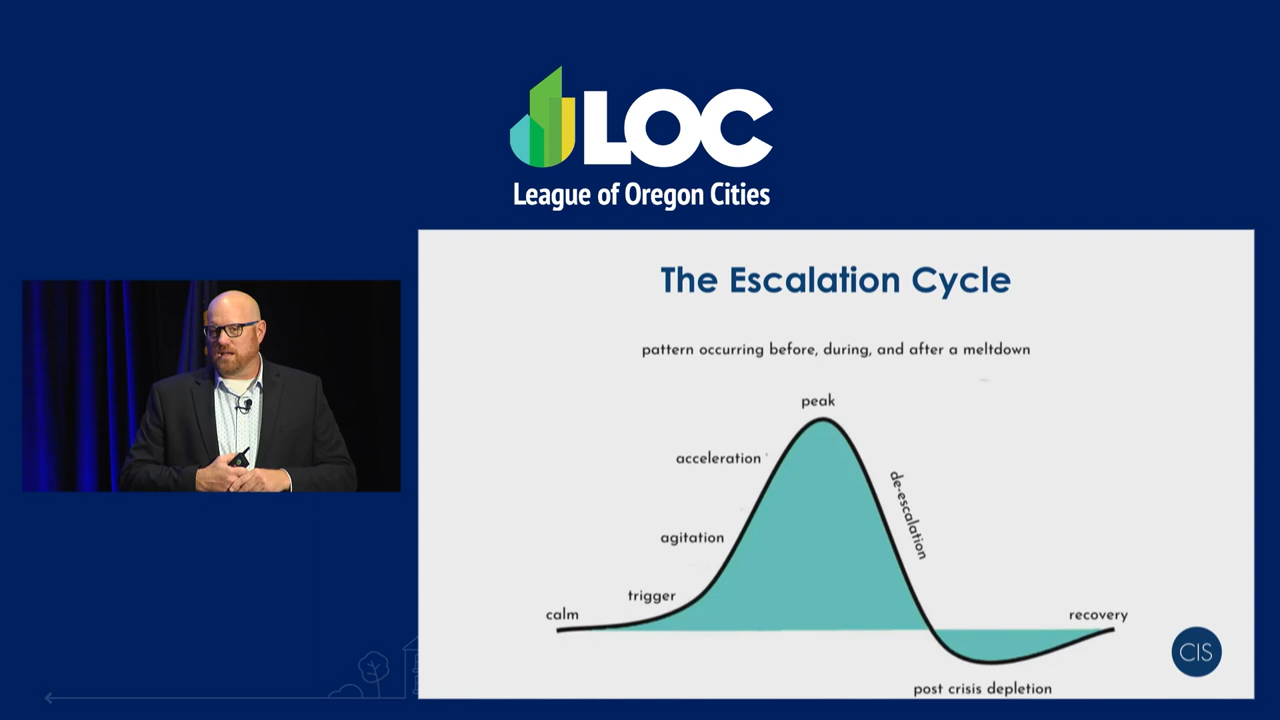 LOC
League of Oregon Cities
The Escalation Cycle
pattern occurring before, during, and after a meltdown
peak
acceleration
de-escalation
agitation
trigger
calm
recovery
CIS
post crisis depletion